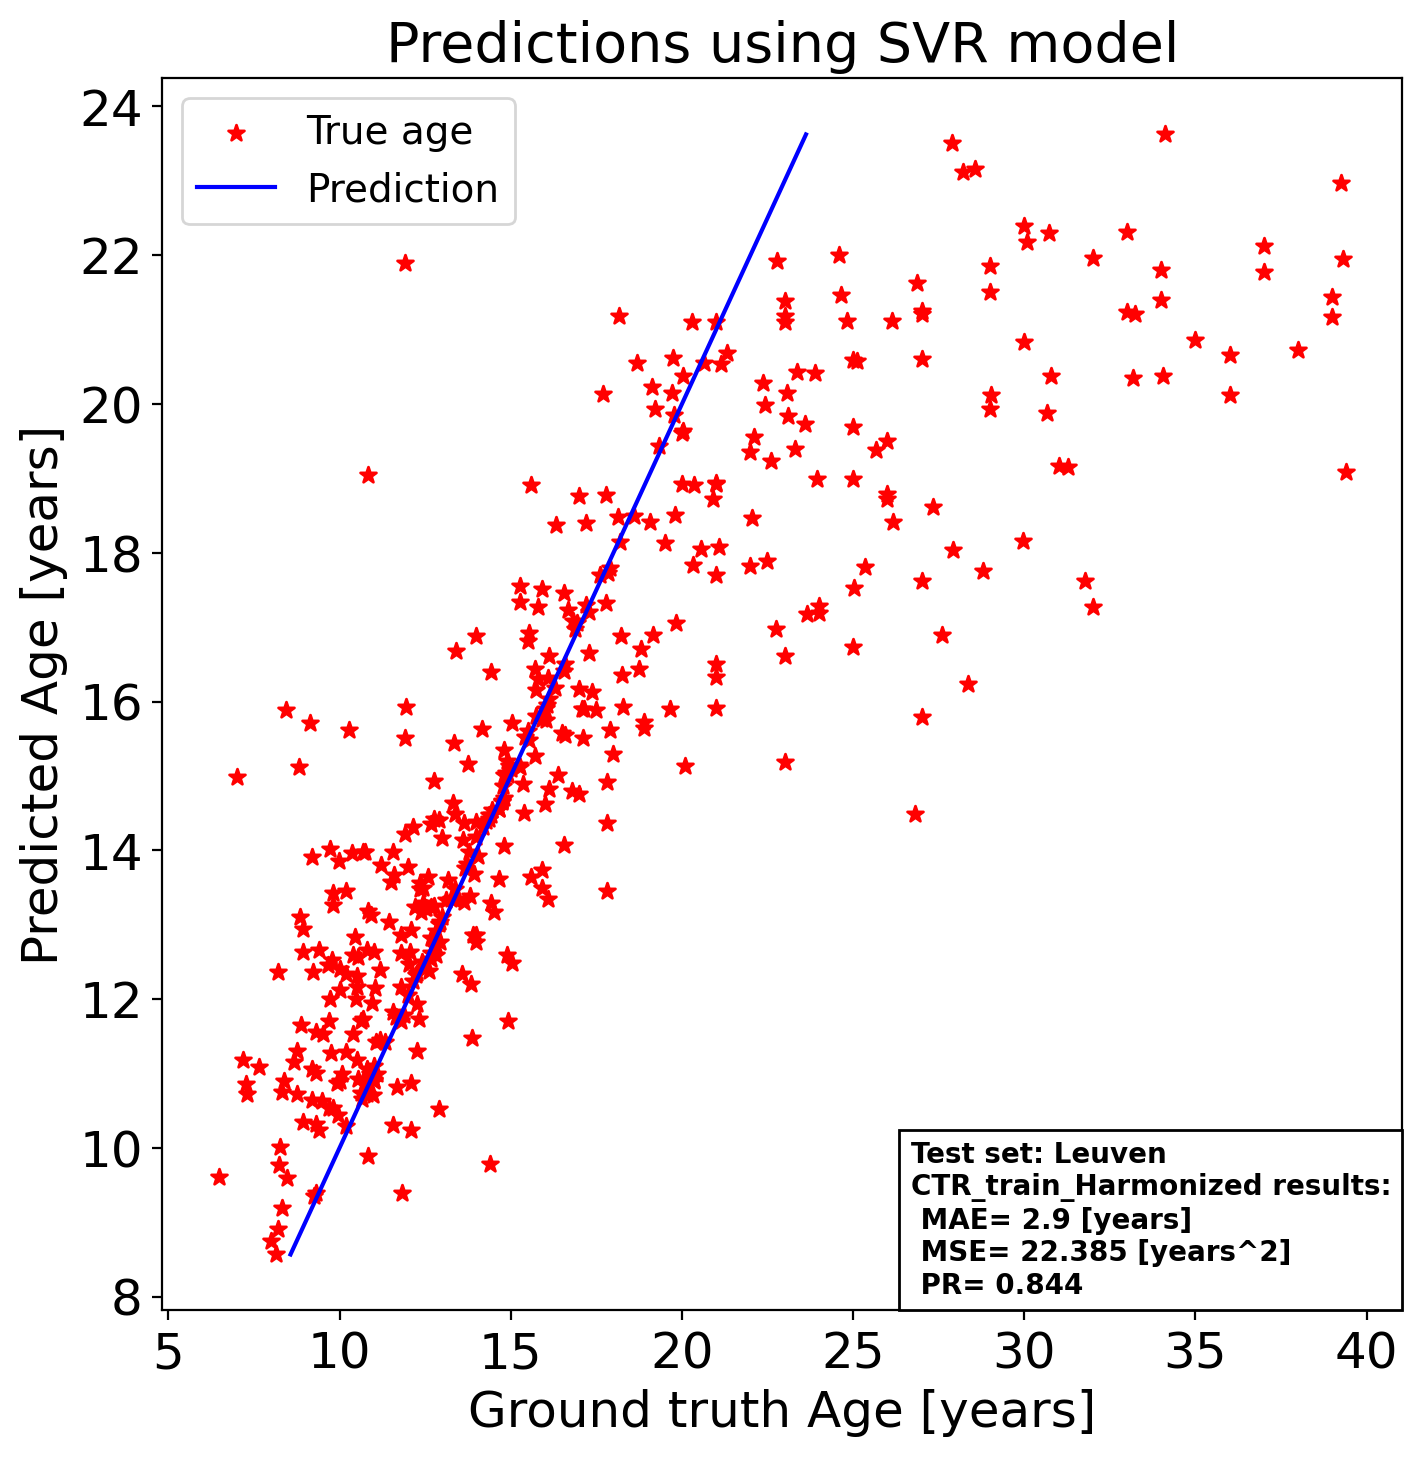 Predictions using SVR model
True age
Prediction
24
22
20
18
16
14
12
10
8
Predicted Age [years]
Test set: Leuven
CTR_train_Harmonized results:
MAE= 2.9 [years]
MSE= 22.385 [years^2]
PR= 0.844
5 10 15 20 25 30 35 40
Ground truth Age [years]